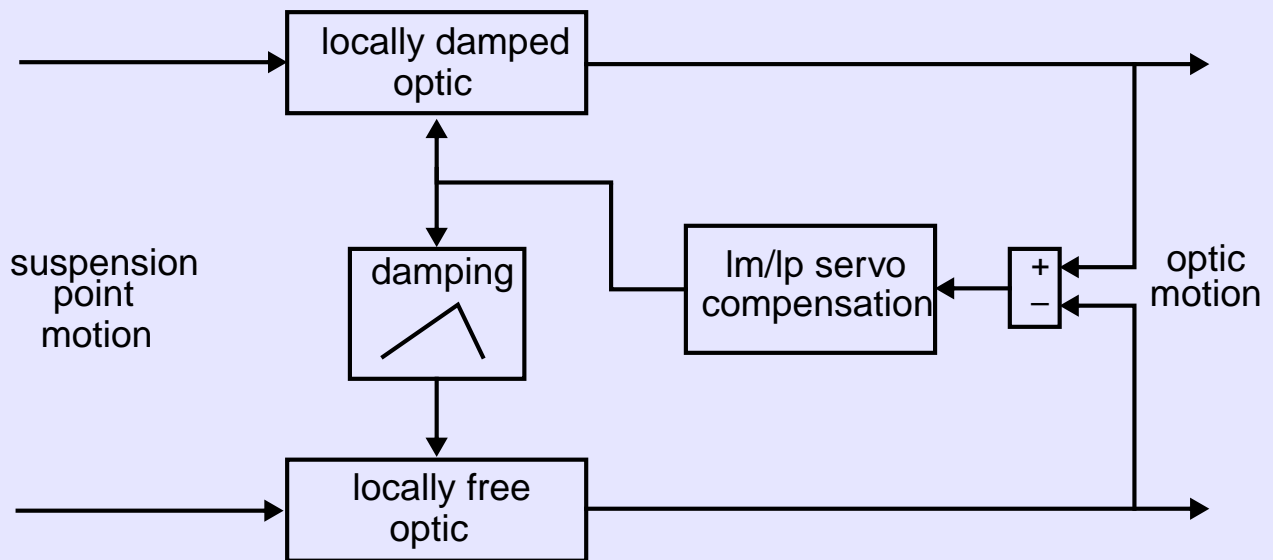 locally damped
optic
suspension
point
motion
damping
lm/lp servo
compensation
+
−
optic
motion
locally free
optic